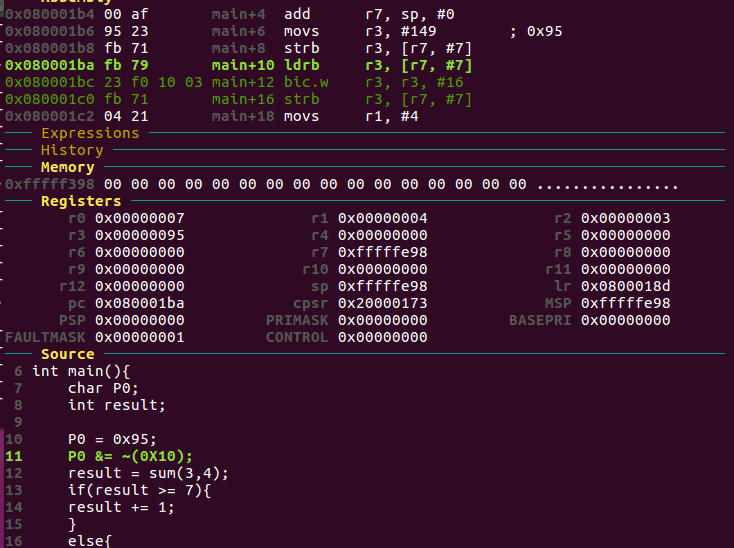 Assembly
0x080001b4 00 af main+4 add r7, sp, #0
0x080001b6 95 23 main+6 movs r3, #149 ; 0x95
0x080001b8 fb 71 main+8 strb r3, [r7, #7]
0x080001ba fb 79 main+10 ldrb r3, [r7, #7]
0x080001bc 23 f0 10 03 main+12 bic.w r3, r3, #16
0x080001c0 fb 71 main+16 strb r3, [r7, #7]
0x080001c2 04 21 main+18 movs r1, #4
Expressions
History
Memory
0xfffff398 00 00 00 00 00 00 00 00 00 00 00 00 00 00 00 00 ................
Registers
r0 0x00000007 r1 0x00000004 r2 0x00000003
r3 0x00000095 r4 0x00000000 r5 0x00000000
r6 0x00000000 r7 0xfffffe98 r8 0x00000000
r9 0x00000000 r10 0x00000000 r11 0x00000000
r12 0x00000000 sp 0xfffffe98 lr 0x0800018d
pc 0x080001ba cpsr 0x20000173 MSP 0xfffffe98
PSP 0x00000000 PRIMASK 0x00000000 BASEPRI 0x00000000
FAULTMASK 0x00000001 CONTROL 0x00000000
Source
6 int main(){
7 char P0;
8 int result;
9
10 P0 = 0x95;
11 P0 &= ~(0X10);
12 result = sum(3,4);
13 if(result >= 7){
14 result += 1;
15 }
16 else{